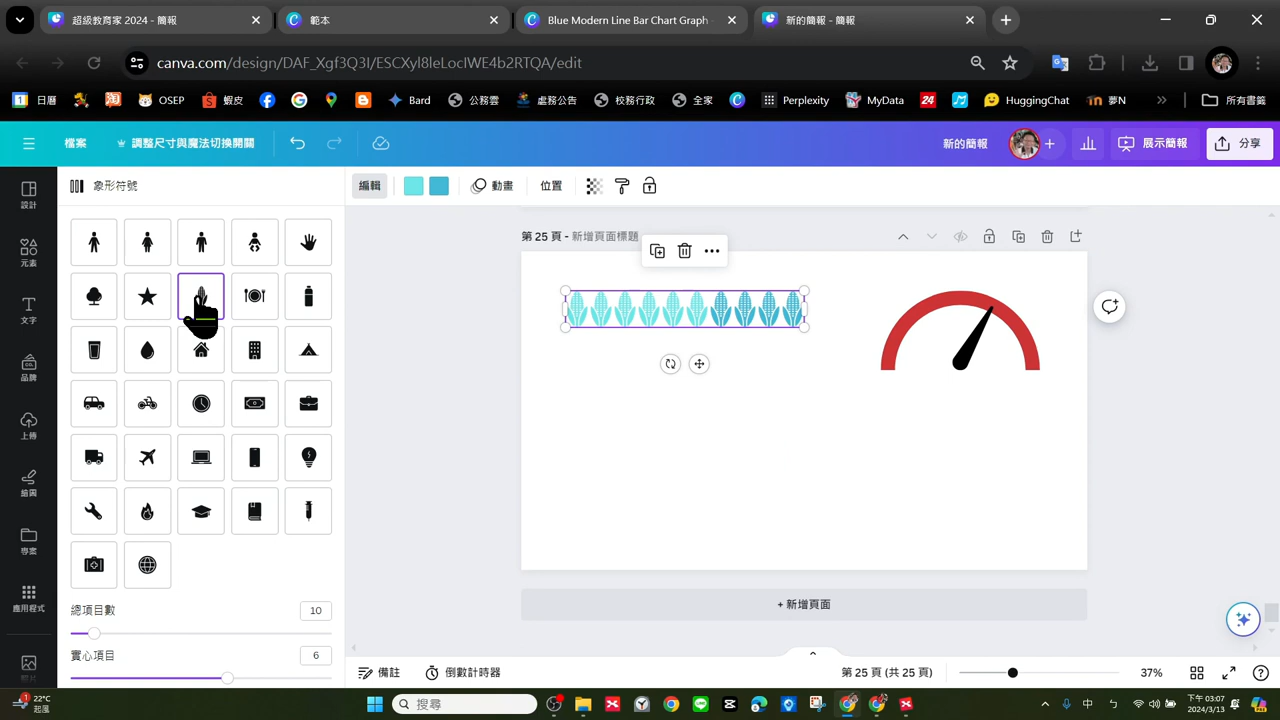 超級教育家 2024 - 簡報
範本
Blue Modern Line Bar Chart Graph -
新的簡報 - 簡報
canva.com/design/DAF_Xgf3Q3I/ESCXyl8leLocIWE4b2RTQA/edit
日曆
OSEP
蝦皮
Bard
公務雲
處務公告
校務行政
全家
Perplexity
MyData
HuggingChat
夢N
所有書籤
檔案
調整尺寸與魔法切換開關
新的簡報
展示簡報
分享
設計
元素
文字
品牌
上傳
繪圖
專案
應用程式
照片
象形符號
總項目數
10
實心項目
6
編輯
動畫
位置
第 25 頁 - 新增頁面標題
+ 新增頁面
備註
倒數計時器
第 25 頁 (共 25 頁)
37%
22°C
起風
搜尋
中
下午 03:07
2024/3/13